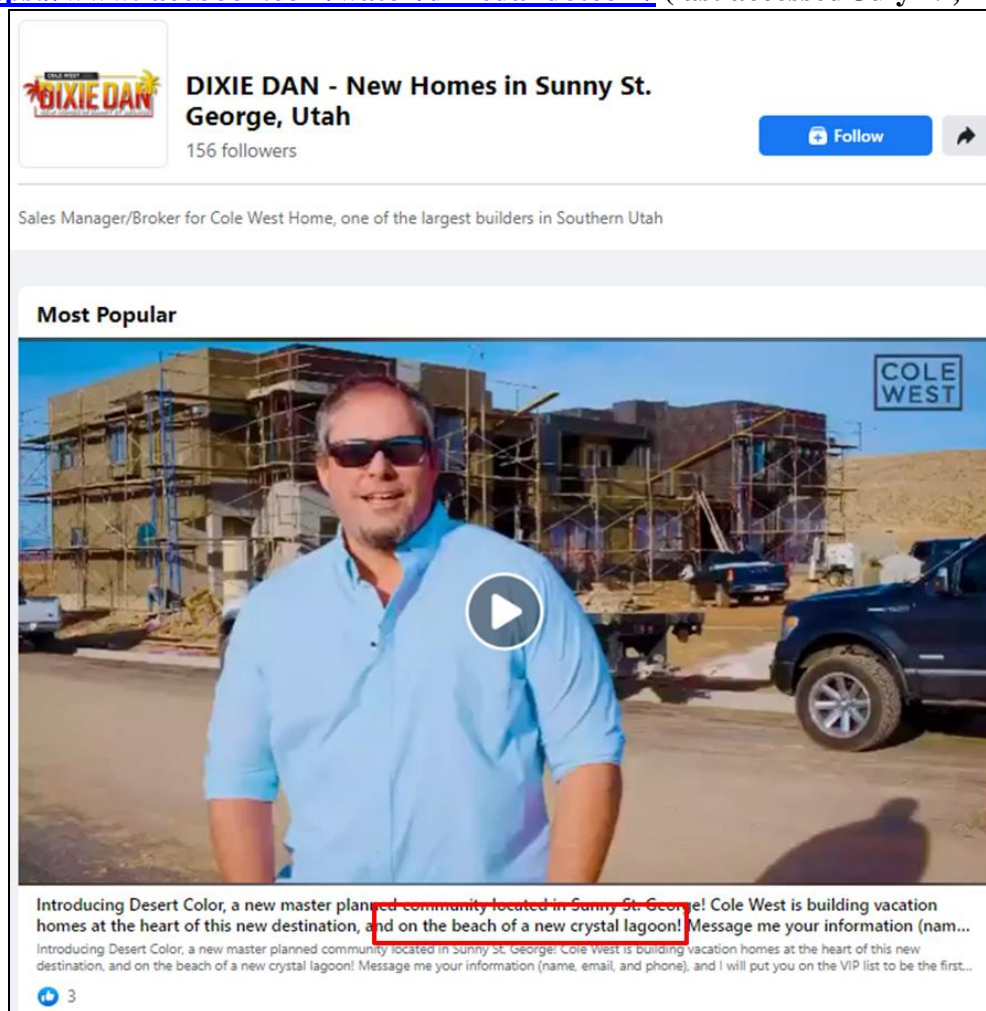 (last accessed July
COLE WEST
DIXIE DAN
DIXIE DAN - New Homes in Sunny St.
George, Utah
156 followers
Follow
Sales Manager/Broker for Cole West Home, one of the largest builders in Southern Utah
Most Popular
COLE
WEST
Introducing Desert Color, a new master planned community located in Sunny St. George! Cole West is building vacation
homes at the heart of this new destination, and on the beach of a new crystal lagoon! Message me your information (nam...
Introducing Desert Color, a new master planned community located in Sunny St. George! Cole West is building vacation homes at the heart of this new
destination, and on the beach of a new crystal lagoon! Message me your information (name, email, and phone), and I will put you on the VIP list to be the first...
3